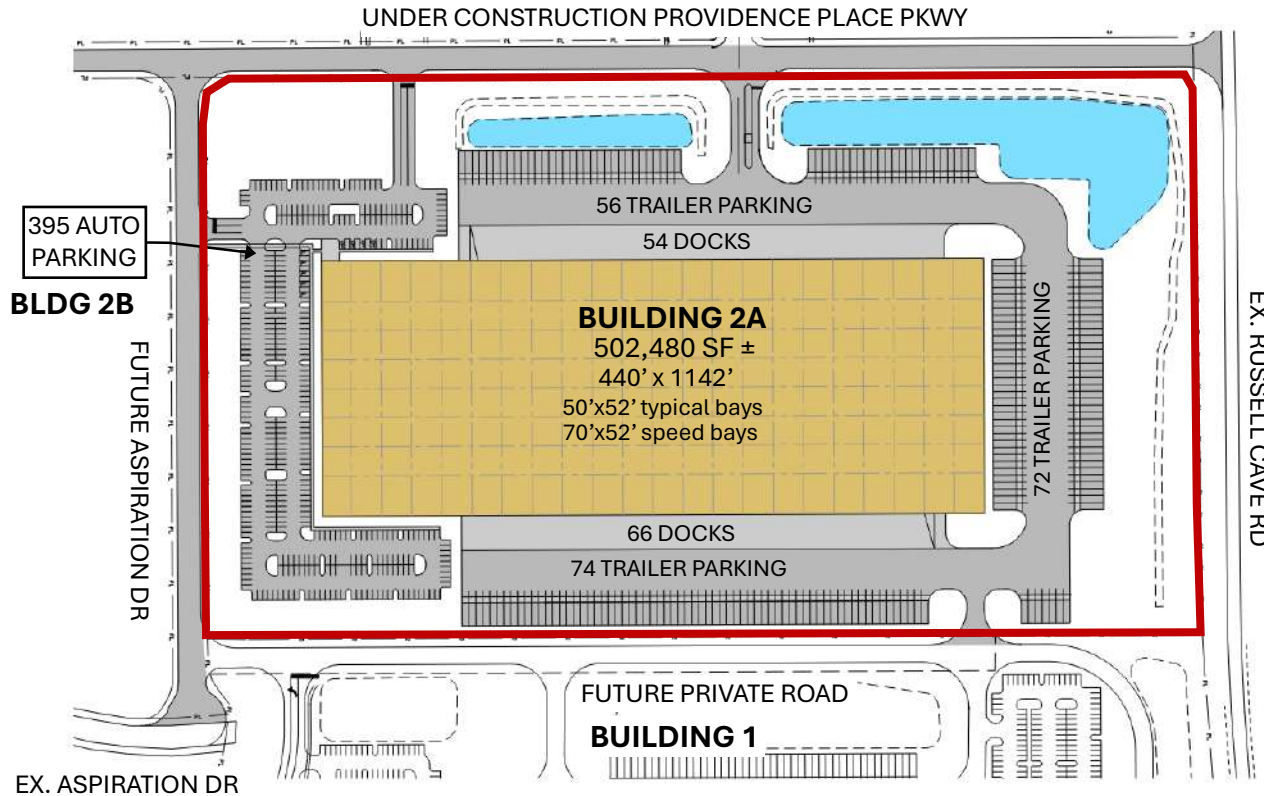 UNDER CONSTRUCTION PROVIDENCE PLACE PKWY
56 TRAILER PARKING
54 DOCKS
395 AUTO
PARKING
BLDG 2B
BUILDING 2A
502,480 SF ±
440’ x 1142’
50’x52’ typical bays
70’x52’ speed bays
72 TRAILER PARKING
EX. RUSSELL CAVE RD
FUTURE ASPIRATION DR
66 DOCKS
74 TRAILER PARKING
FUTURE PRIVATE ROAD
BUILDING 1
EX. ASPIRATION DR